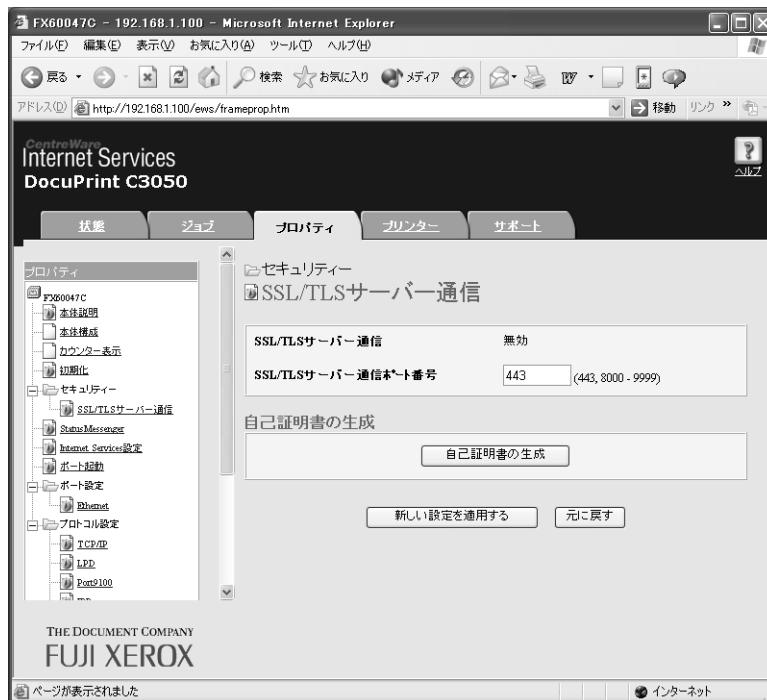 FX60047C - 192.168.1.100 - Microsoft Internet Explorer
ファイル(F) 編集(E) 表示(V) お気に入り(A) ツール(T) ヘルプ(H)
戻る 検索 お気に入り メディア
アドレス(D) http://192.168.1.100/ews/frameprop.htm 移動 リンク »
CentreWare
Internet Services
DocuPrint C3050
ヘルプ
状態 ジョブ プロパティ プリンター サポート
プロパティ
FX60047C
本体説明
本体構成
カウンター表示
初期化
セキュリティー
SSL/TLSサーバー通信
StatusMessenger
Internet Services設定
ポート起動
ポート設定
Ethernet
プロトコル設定
TCP/IP
LPD
Port9100
セキュリティー
SSL/TLSサーバー通信
SSL/TLSサーバー通信 無効
SSL/TLSサーバー通信ポート番号 443 (443, 8000 - 9999)
自己証明書の生成
自己証明書の生成
新しい設定を適用する 元に戻す
THE DOCUMENT COMPANY
FUJI XEROX
ページが表示されました インターネット